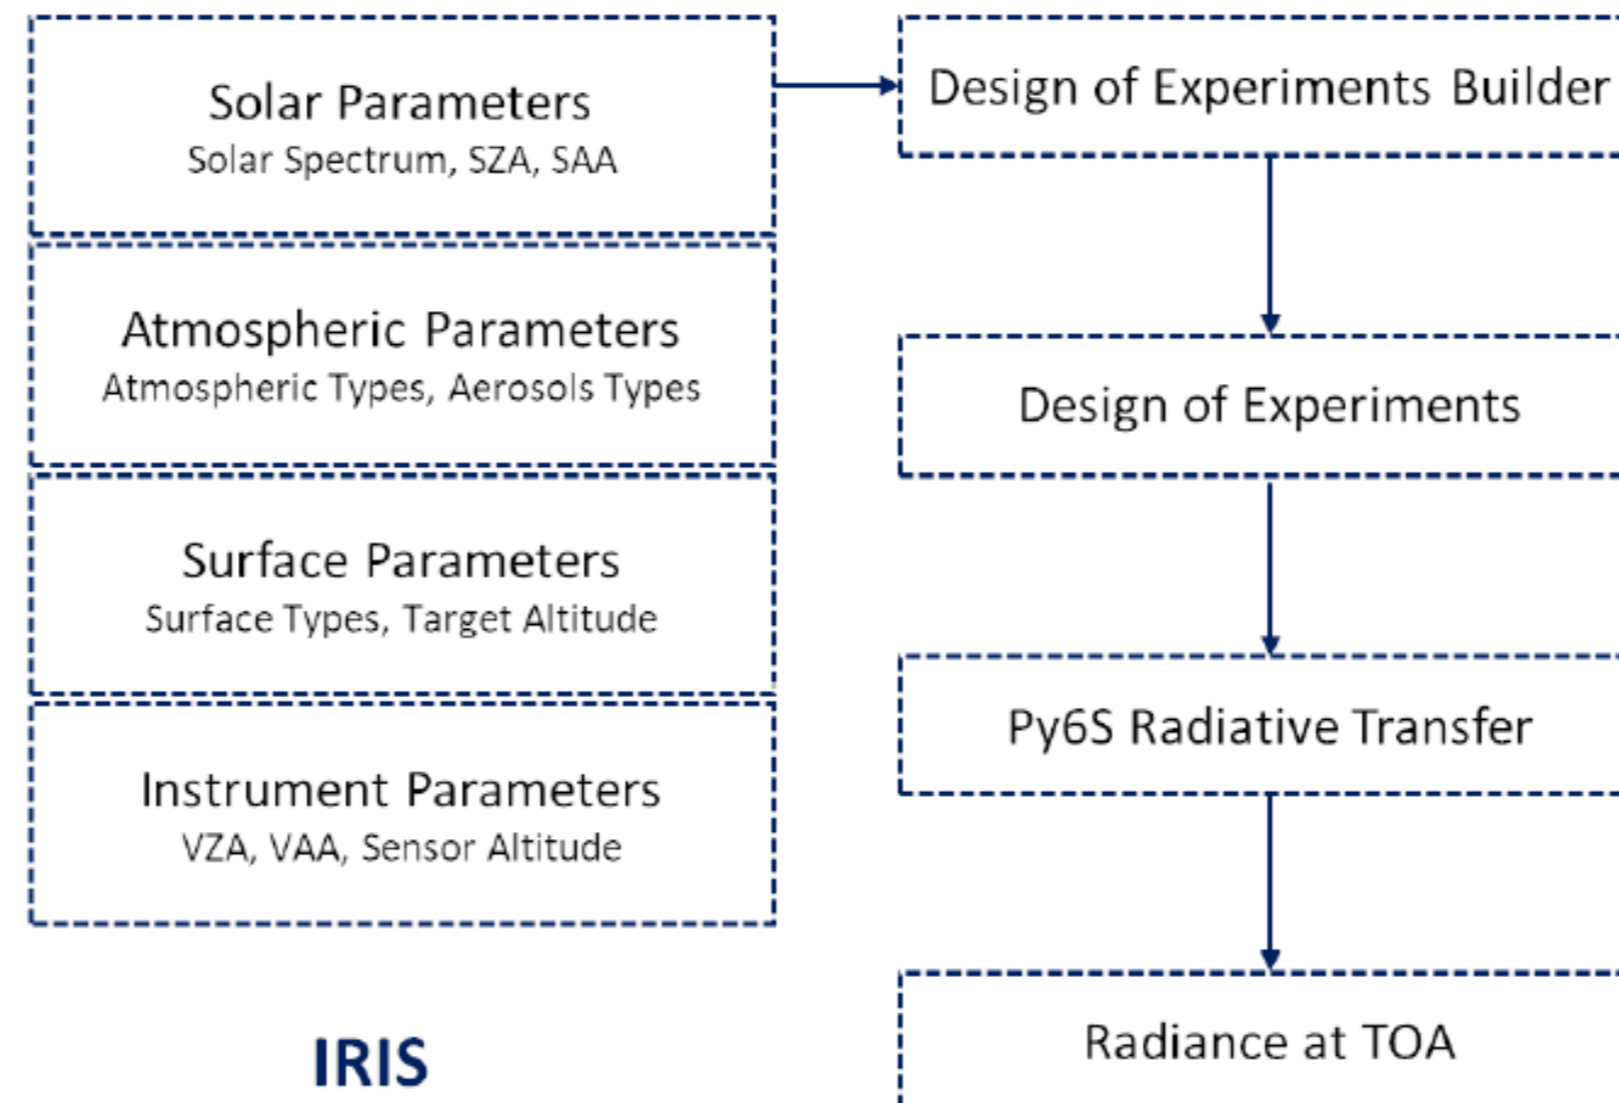 Solar Parameters
Solar Spectrum, SZA, SAA
Atmospheric Parameters
Atmospheric Types, Aerosols Types
Surface Parameters
Surface Types, Target Altitude
Instrument Parameters
VZA, VAA, Sensor Altitude
IRIS
Design of Experiments Builder
Design of Experiments
Py6S Radiative Transfer
Radiance at TOA